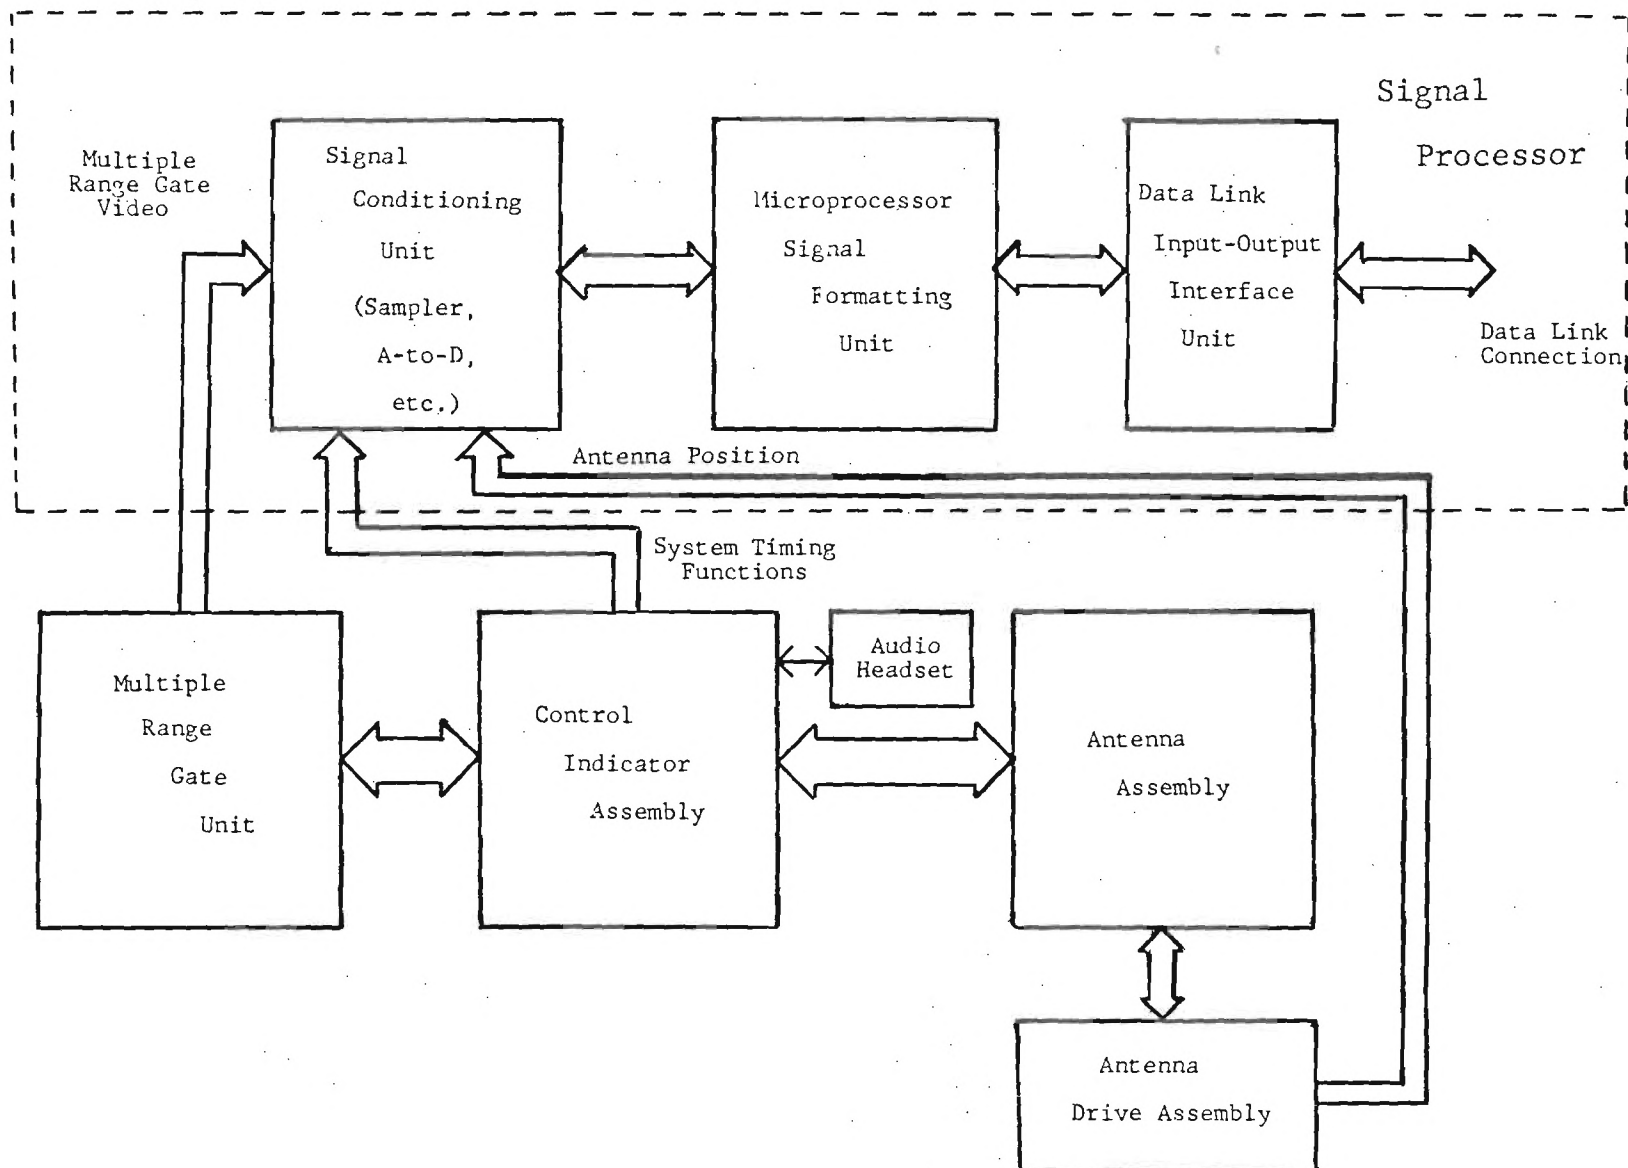 Signal
Processor
Multiple
Range Gate
Video
Signal
Conditioning
Unit
(Sampler,
A-to-D,
etc.)
Microprocessor
Signal
Formatting
Unit
Data Link
Input-Output
Interface
Unit
Data Link
Connection
Antenna Position
System Timing
Functions
Multiple
Range
Gate
Unit
Control
Indicator
Assembly
Audio
Headset
Antenna
Assembly
Antenna
Drive Assembly